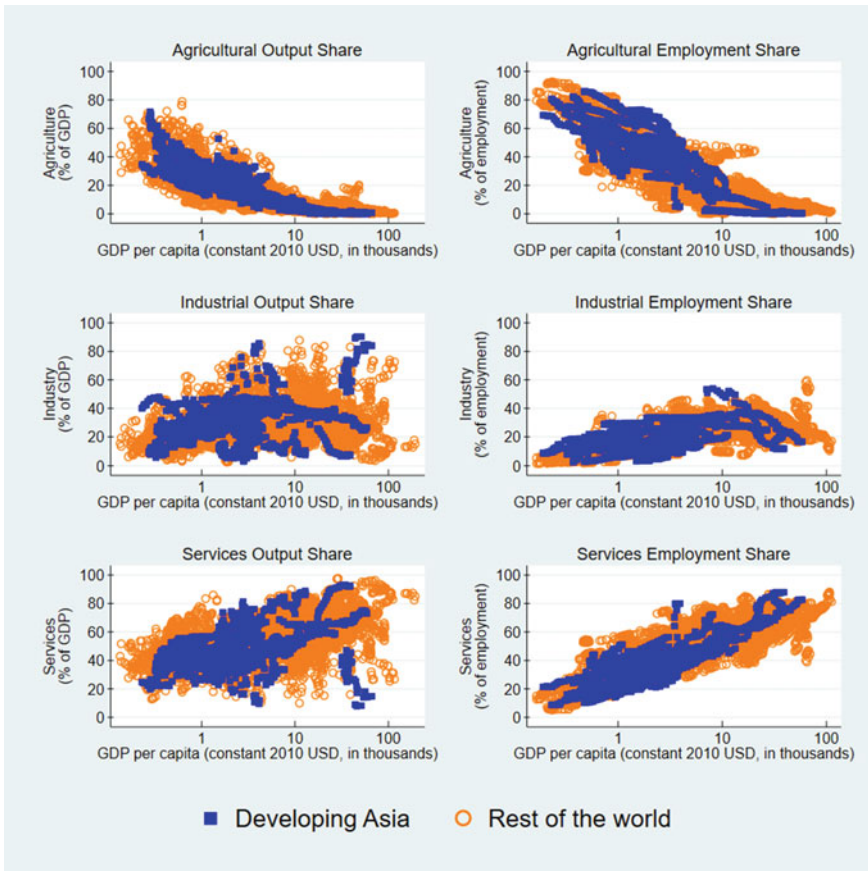 Agricultural Output Share
Agriculture
(% of GDP)
100
80
60
40
20
0
1
10
100
GDP per capita (constant 2010 USD, in thousands)
Agricultural Employment Share
Agriculture
(% of employment)
100
80
60
40
20
0
1
10
100
GDP per capita (constant 2010 USD, in thousands)
Industrial Output Share
Industry
(% of GDP)
100
80
60
40
20
0
1
10
100
GDP per capita (constant 2010 USD, in thousands)
Industrial Employment Share
Industry
(% of employment)
100
80
60
40
20
0
1
10
100
GDP per capita (constant 2010 USD, in thousands)
Services Output Share
Services
(% of GDP)
100
80
60
40
20
0
1
10
100
GDP per capita (constant 2010 USD, in thousands)
Services Employment Share
Services
(% of employment)
100
80
60
40
20
0
1
10
100
GDP per capita (constant 2010 USD, in thousands)
Developing Asia
Rest of the world